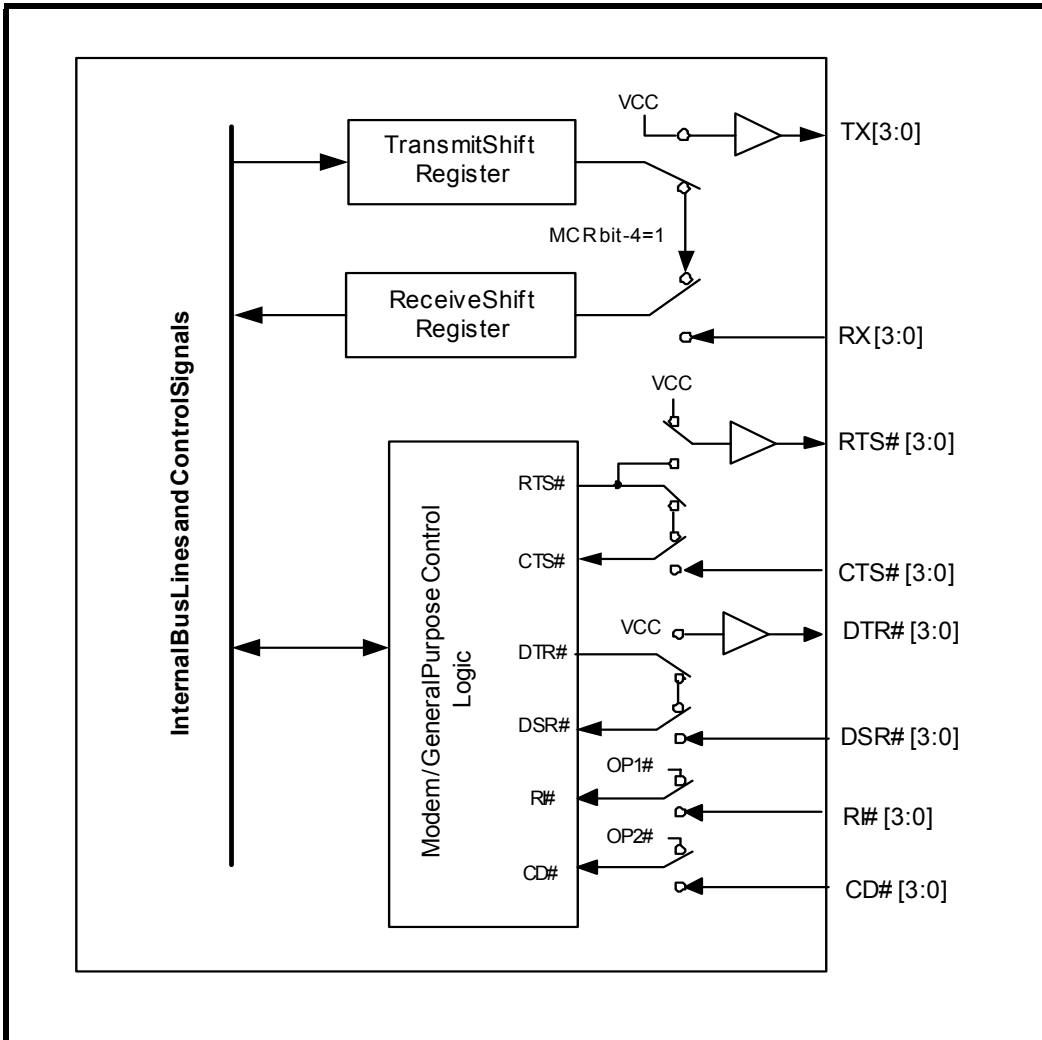 VCC
TX[3:0]
TransmitShift
Register
MCRbit-4=1
ReceiveShift
Register
RX[3:0]
InternalBusLinesandControlSignals
VCC
RTS# [3:0]
RTS#
CTS#
CTS# [3:0]
Modem/GeneralPurpose Control
Logic
VCC
DTR# [3:0]
DTR#
DSR#
DSR# [3:0]
OP1#
RI#
RI# [3:0]
OP2#
CD#
CD# [3:0]